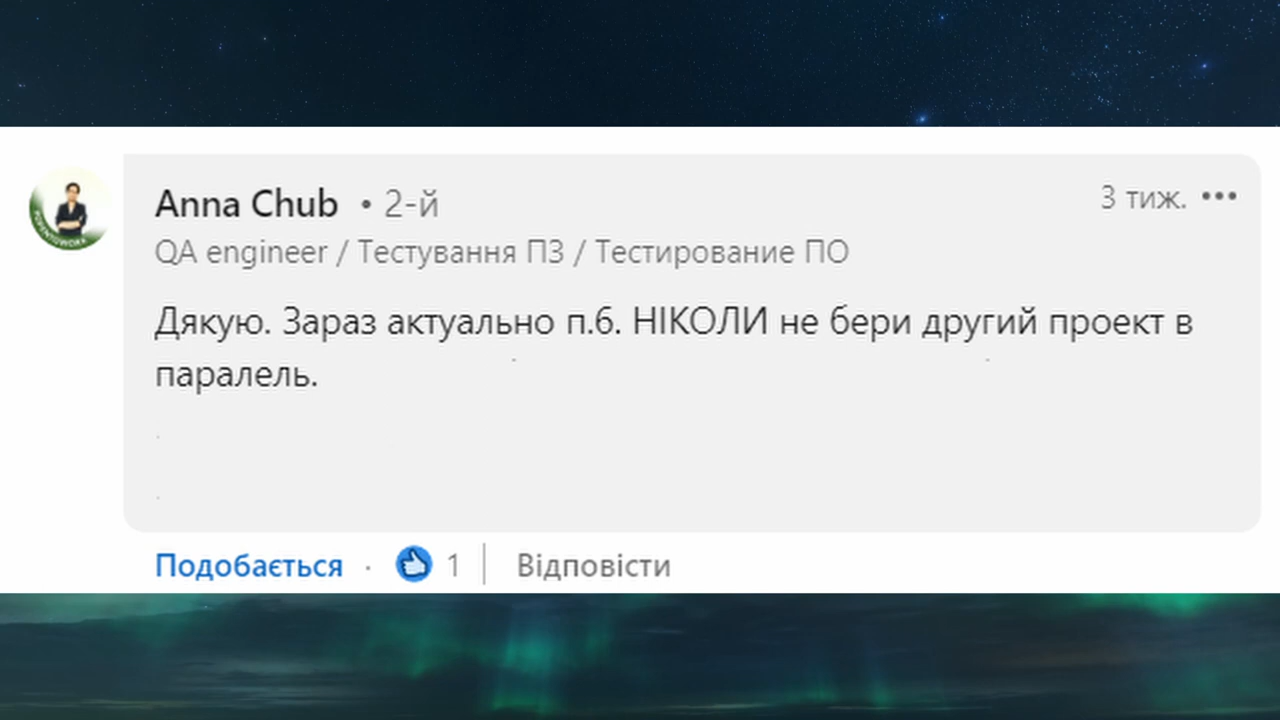 Anna Chub • 2-й
3 тиж. •••
QA engineer / Тестування ПЗ / Тестирование ПО
Дякую. Зараз актуально п.6. НІКОЛИ не бери другий проект в
паралель.
Подобається · 1 | Відповісти